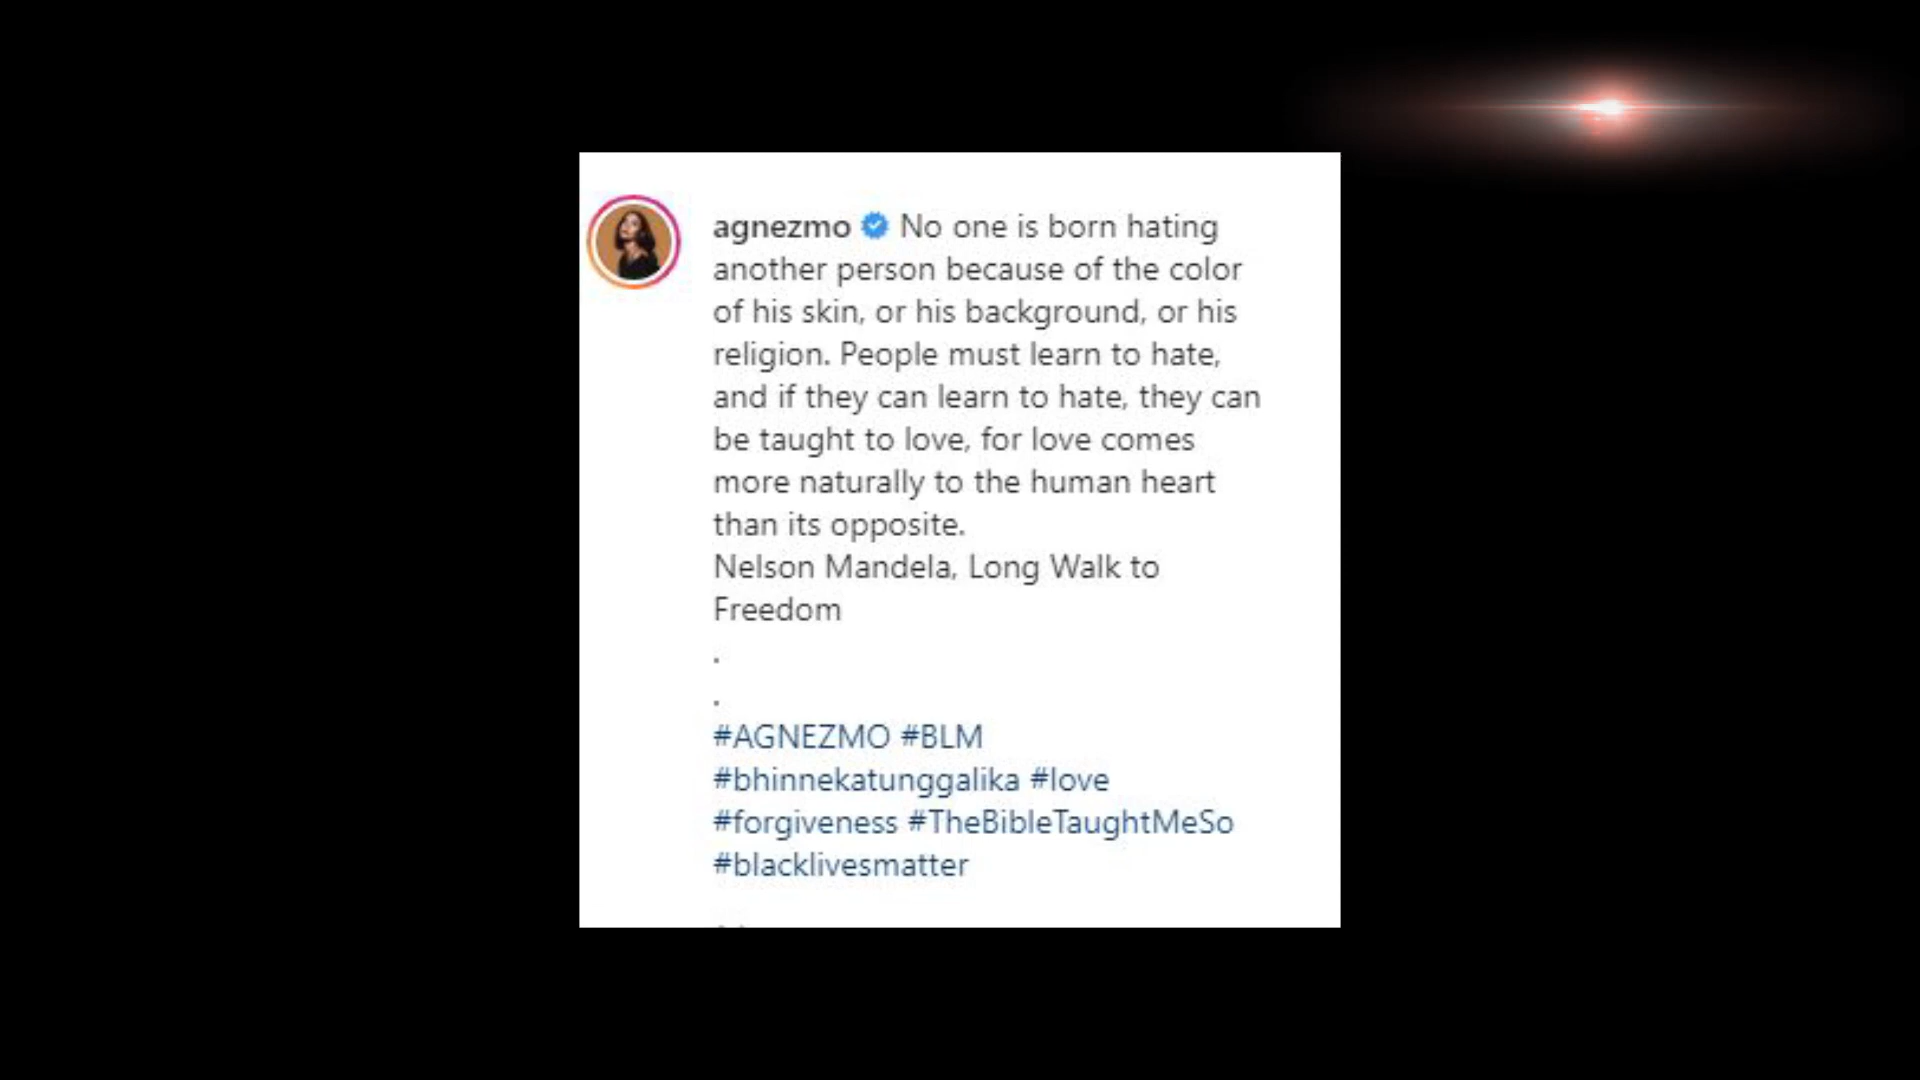 agnezmo No one is born hating
another person because of the color
of his skin, or his background, or his
religion. People must learn to hate,
and if they can learn to hate, they can
be taught to love, for love comes
more naturally to the human heart
than its opposite.
Nelson Mandela, Long Walk to
Freedom
.
.
#AGNEZMO #BLM
#bhinnekatunggalika #love
#forgiveness #TheBibleTaughtMeSo
#blacklivesmatter